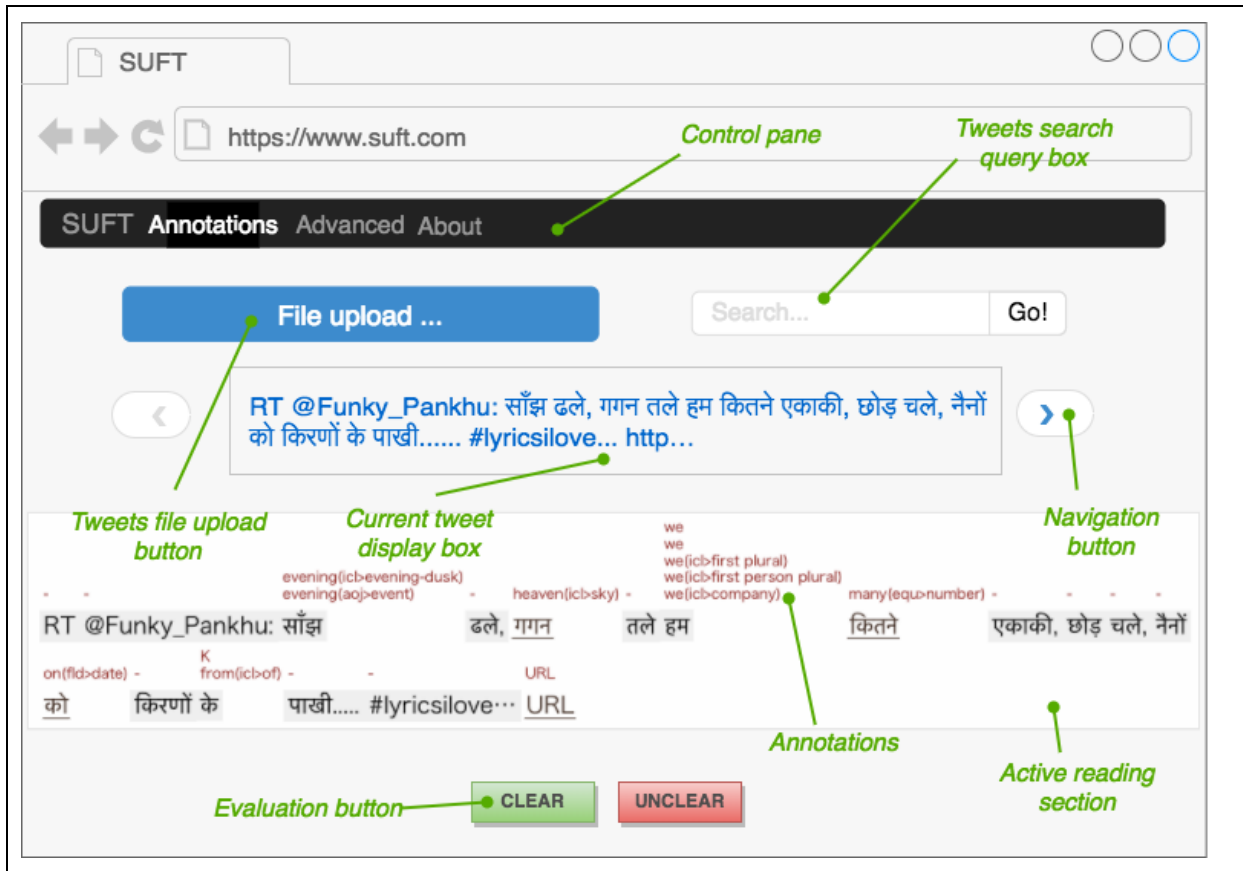 SUFT
https://www.suft.com
Control pane
Tweets search
query box
SUFT Annotations Advanced About
File upload ...
Search...
Go!
RT @Funky_Pankhu: साँझ ढले, गगन तले हम कितने एकाकी, छोड़ चले, नैनों
को किरणों के पाखी...... #lyricsilove... http...
Tweets file upload
button
Current tweet
display box
Navigation
button
we
we
we(icl>first plural)
evening(icl>evening-dusk) we(icl>first person plural)
- - evening(aoj>event) - heaven(icl>sky) - we(icl>company) many(equ>number) - - - -
RT @Funky_Pankhu: साँझ ढले, गगन तले हम कितने एकाकी, छोड़ चले, नैनों
K
on(fld>date) - from(icl>of) - - URL
को किरणों के पाखी..... #lyricsilove… URL
Annotations
Active reading
section
Evaluation button
CLEAR
UNCLEAR